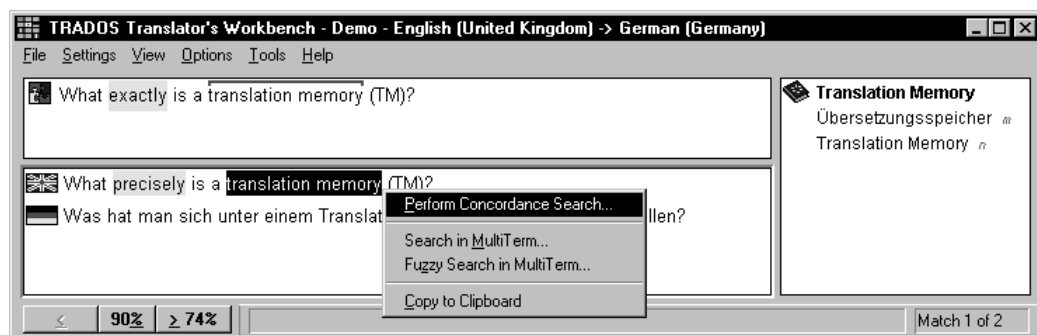 TRADOS Translator's Workbench - Demo - English (United Kingdom) -> German (Germany)
File Settings View Options Tools Help
What exactly is a translation memory (TM)?
Translation Memory
Übersetzungsspeicher m
Translation Memory n
What precisely is a translation memory (TM)?
Was hat man sich unter einem Translat llen?
Perform Concordance Search...
Search in MultiTerm...
Fuzzy Search in MultiTerm...
Copy to Clipboard
< 90% > 74% Match 1 of 2